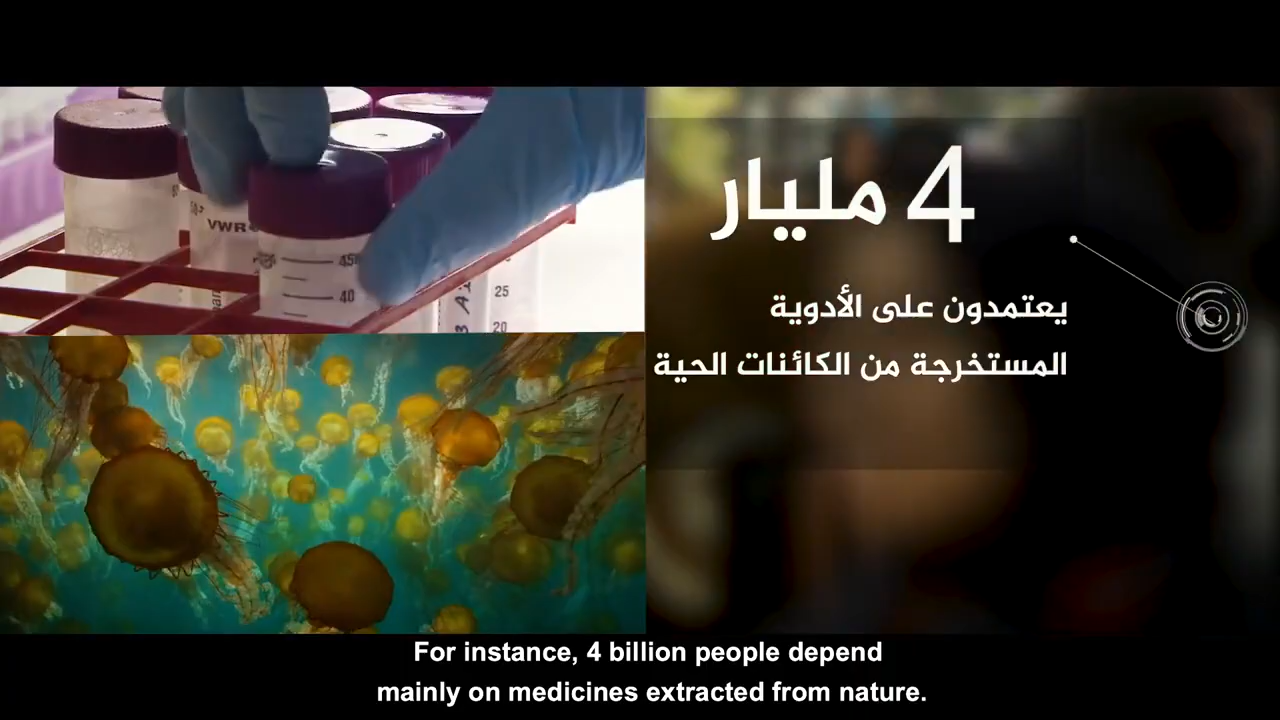 4 مليار
يعتمدون على الأدوية
المستخرجة من الكائنات الحية
VWR
45
40
25
20
For instance, 4 billion people depend
mainly on medicines extracted from nature.